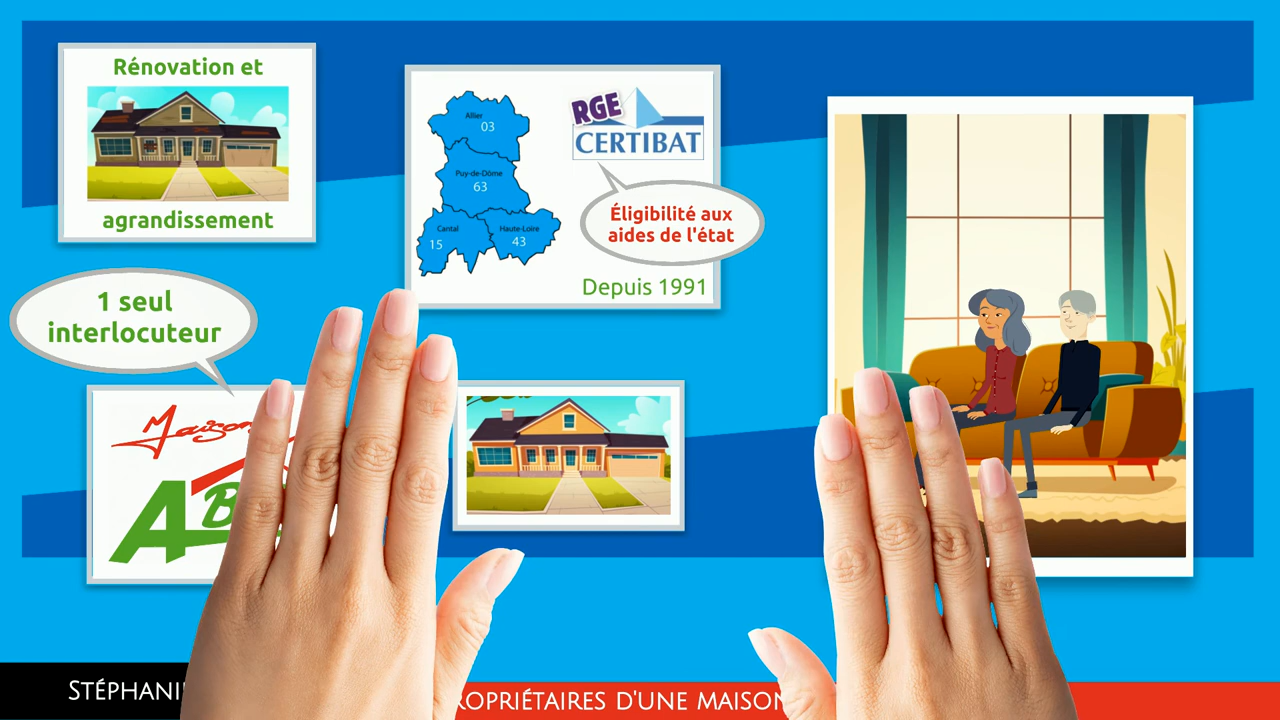 Rénovation et
agrandissement
Allier
03
Puy-de-Dôme
63
Cantal
15
Haute-Loire
43
RGE
CERTIBAT
Éligibilité aux
aides de l'état
Depuis 1991
1 seul
interlocuteur
D'UNE MAISON